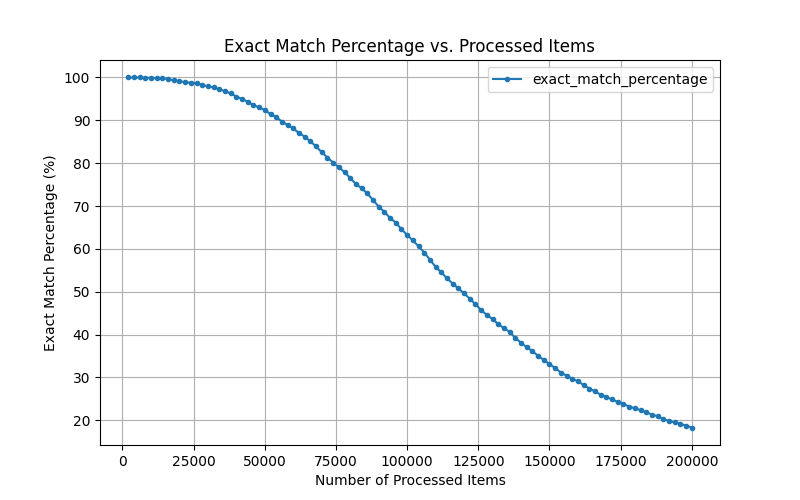 Exact Match Percentage vs. Processed Items
exact_match_percentage
Exact Match Percentage (%)
100
90
80
70
60
50
40
30
20
0 25000 50000 75000 100000 125000 150000 175000 200000
Number of Processed Items